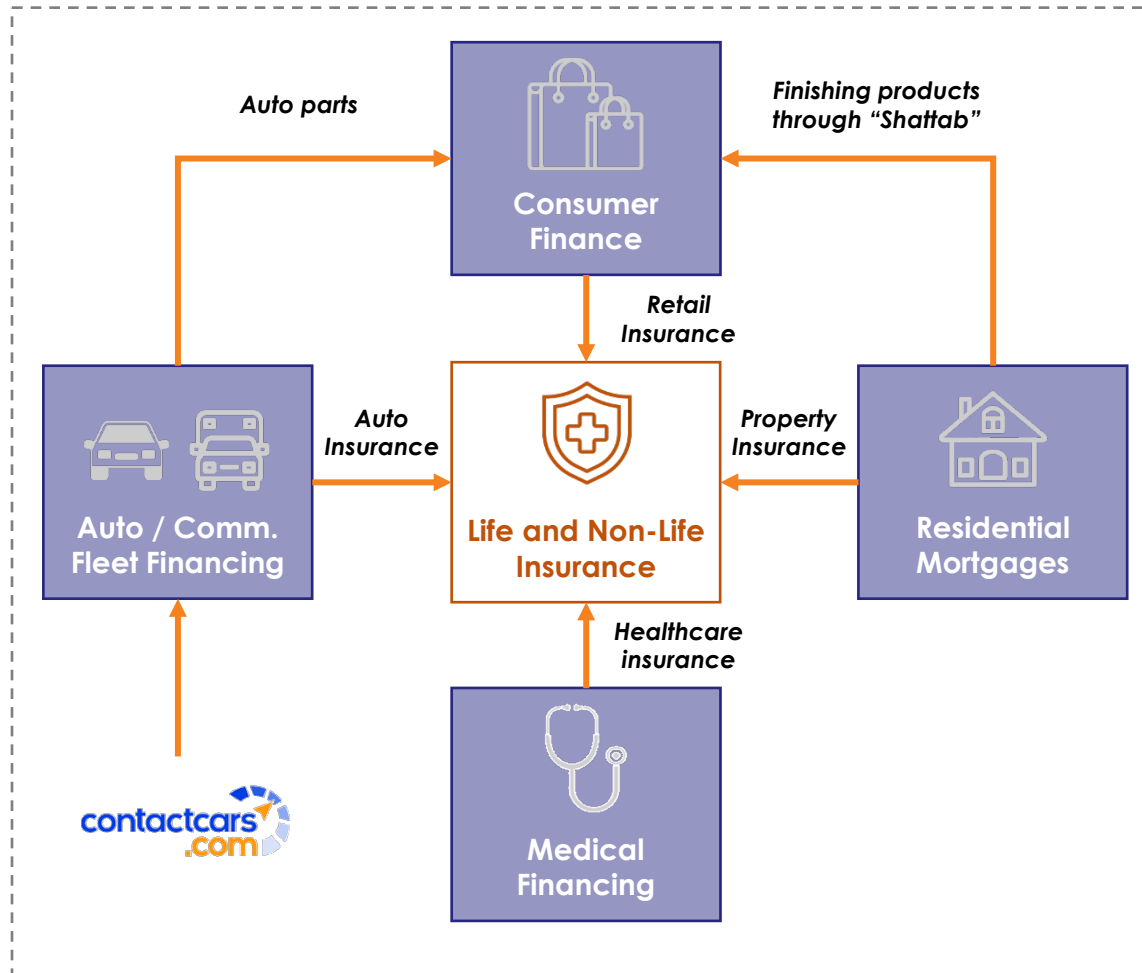 Auto parts
Finishing products
through “Shattab”
Consumer
Finance
Retail
Insurance
Auto
Insurance
Property
Insurance
Auto / Comm.
Fleet Financing
Life and Non-Life
Insurance
Residential
Mortgages
Healthcare
insurance
contactcars
.com
Medical
Financing